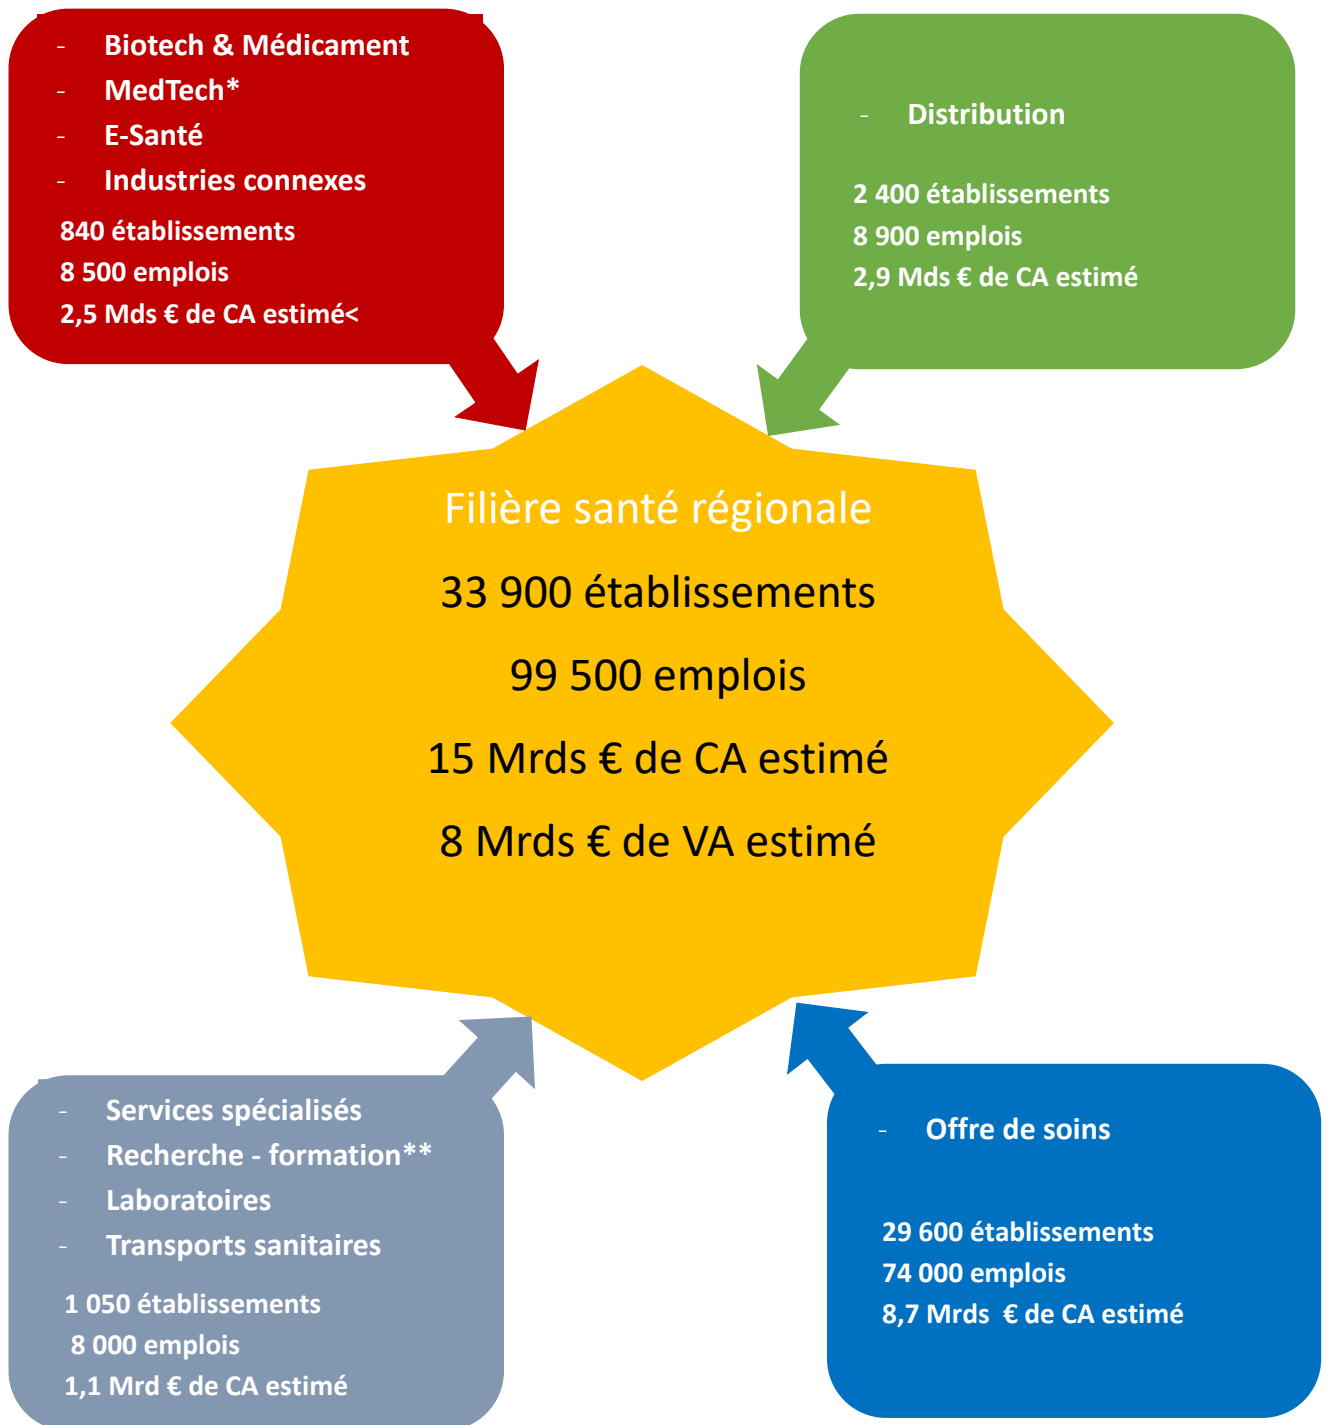 - Biotech & Médicament
- MedTech*
- E-Santé
- Industries connexes
840 établissements
8 500 emplois
2,5 Mds € de CA estimé<
- Distribution
2 400 établissements
8 900 emplois
2,9 Mds € de CA estimé
Filière santé régionale
33 900 établissements
99 500 emplois
15 Mrds € de CA estimé
8 Mrds € de VA estimé
- Services spécialisés
- Recherche - formation**
- Laboratoires
- Transports sanitaires
1 050 établissements
8 000 emplois
1,1 Mrd € de CA estimé
- Offre de soins
29 600 établissements
74 000 emplois
8,7 Mrds € de CA estimé